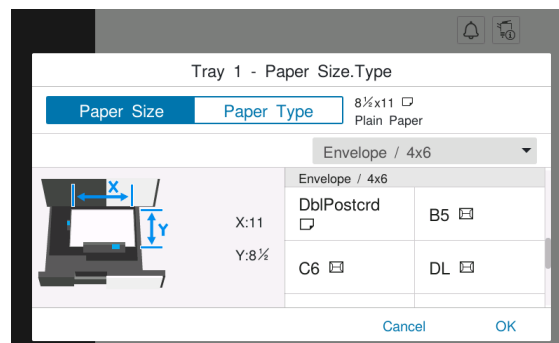 Tray 1 - Paper Size.Type
Paper Size
Paper Type
8½x11
Plain Paper
Envelope / 4x6
Envelope / 4x6
X
Y
X:11
Y:8½
DblPostcrd
B5
C6
DL
Cancel
OK